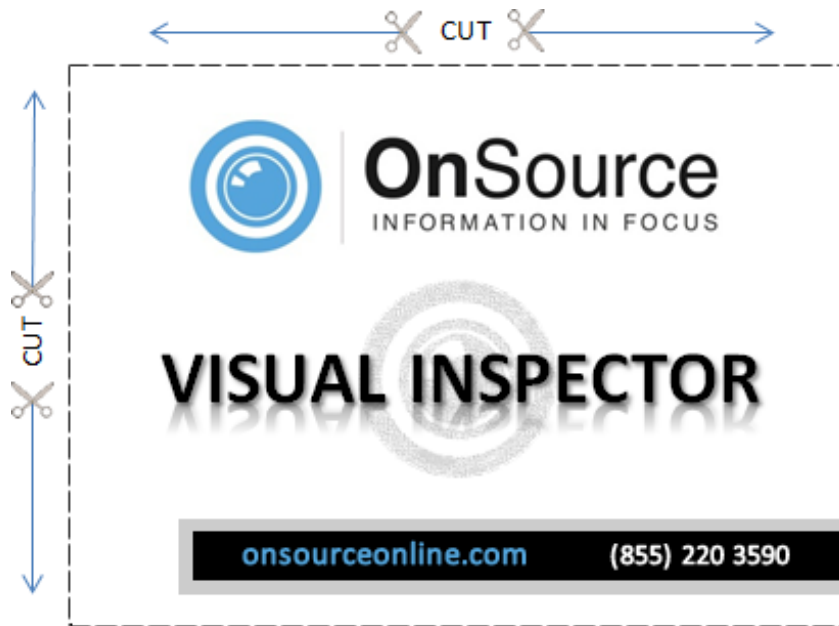 CUT
OnSource
INFORMATION IN FOCUS
CUT
VISUAL INSPECTOR
onsourceonline.com (855) 220 3590